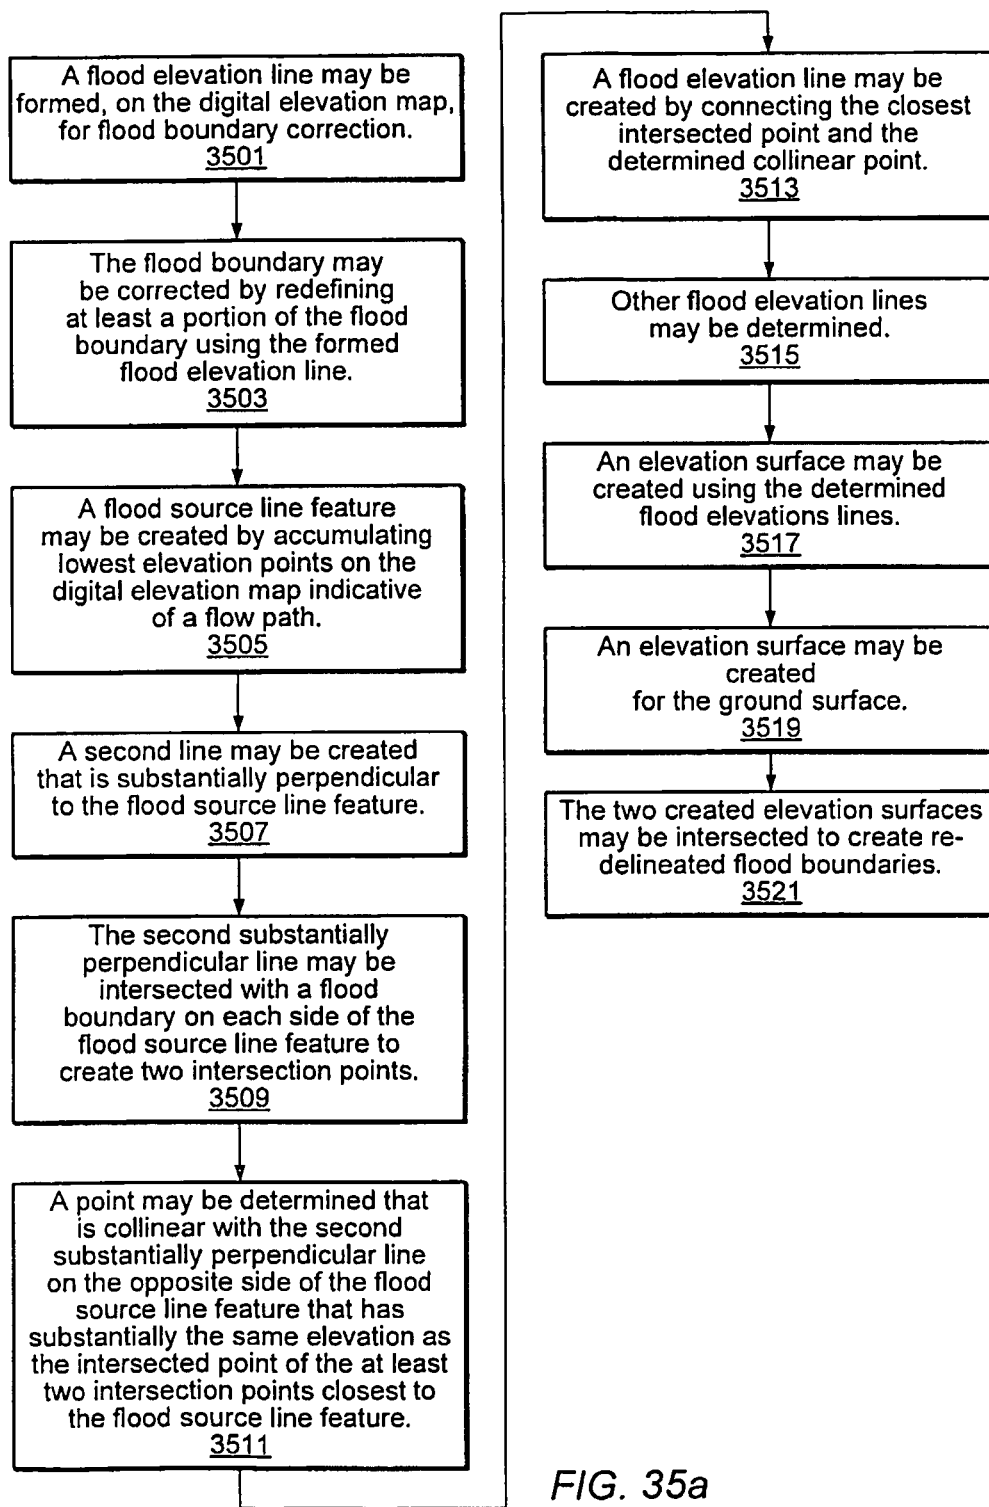 A flood elevation line may be
formed, on the digital elevation map,
for flood boundary correction.
3501
The flood boundary may
be corrected by redefining
at least a portion of the flood
boundary using the formed
flood elevation line.
3503
A flood source line feature
may be created by accumulating
lowest elevation points on the
digital elevation map indicative
of a flow path.
3505
A second line may be created
that is substantially perpendicular
to the flood source line feature.
3507
The second substantially
perpendicular line may be
intersected with a flood
boundary on each side of the
flood source line feature to
create two intersection points.
3509
A point may be determined that
is collinear with the second
substantially perpendicular line
on the opposite side of the flood
source line feature that has
substantially the same elevation as
the intersected point of the at least
two intersection points closest to
the flood source line feature.
3511
A flood elevation line may be
created by connecting the closest
intersected point and the
determined collinear point.
3513
Other flood elevation lines
may be determined.
3515
An elevation surface may be
created using the determined
flood elevations lines.
3517
An elevation surface may be
created
for the ground surface.
3519
The two created elevation surfaces
may be intersected to create re-
delineated flood boundaries.
3521
FIG. 35a